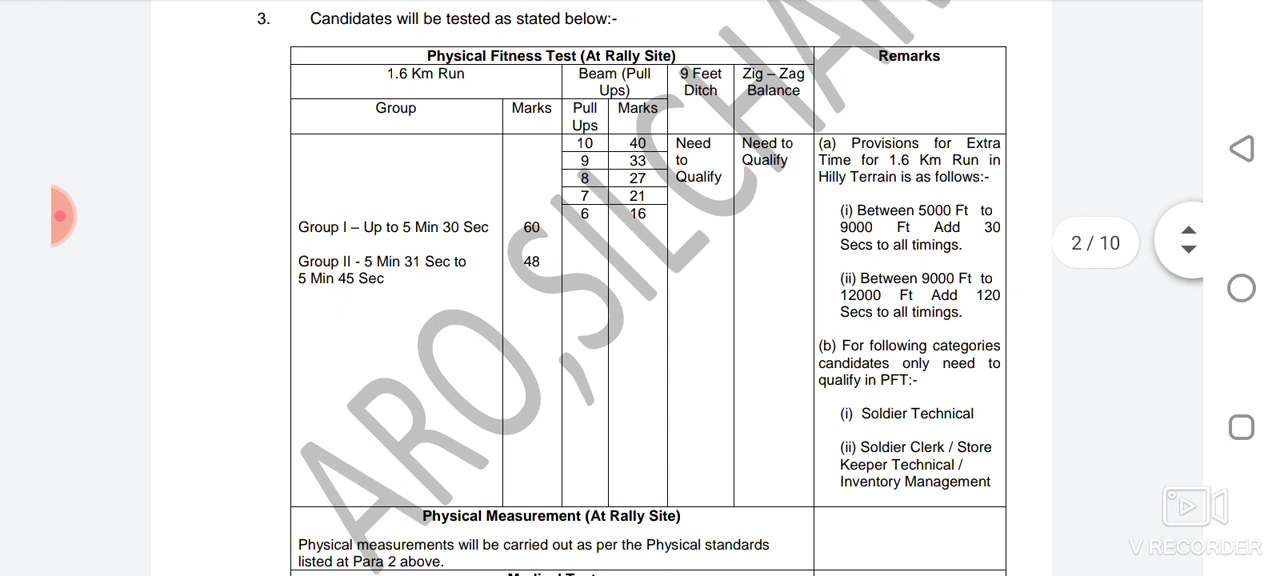 3. Candidates will be tested as stated below:-
Physical Fitness Test (At Rally Site)
Remarks
1.6 Km Run
Beam (Pull
Ups)
9 Feet
Ditch
Zig – Zag
Balance
Group
Marks
Pull
Ups
Marks
10 40
9 33
8 27
7 21
6 16
Need
to
Qualify
Need to
Qualify
Group I – Up to 5 Min 30 Sec 60
Group II - 5 Min 31 Sec to 48
5 Min 45 Sec
(a) Provisions for Extra
Time for 1.6 Km Run in
Hilly Terrain is as follows:-
(i) Between 5000 Ft to
9000 Ft Add 30
Secs to all timings.
(ii) Between 9000 Ft to
12000 Ft Add 120
Secs to all timings.
(b) For following categories
candidates only need to
qualify in PFT:-
(i) Soldier Technical
(ii) Soldier Clerk / Store
Keeper Technical /
Inventory Management
Physical Measurement (At Rally Site)
Physical measurements will be carried out as per the Physical standards
listed at Para 2 above.
ARO,SILCHAR
2 / 10
V RECORDER